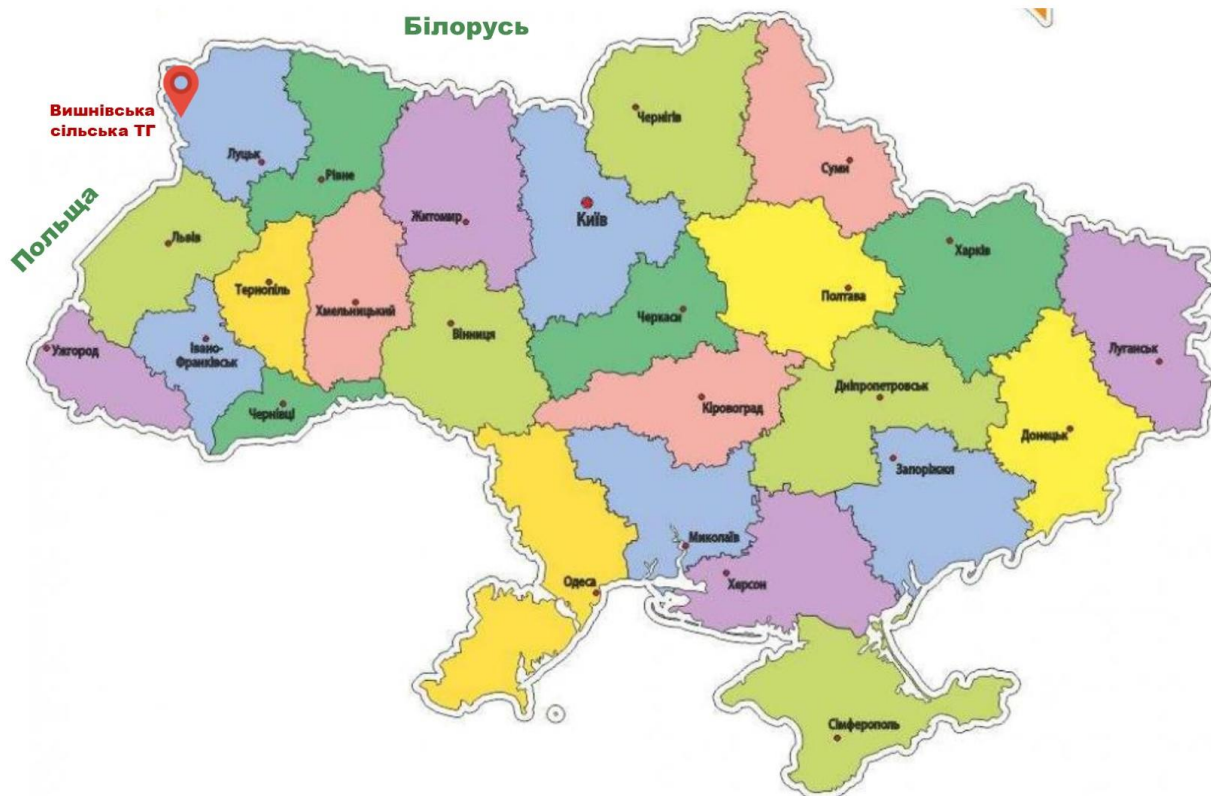 Білорусь
Вишнівська
сільська ТГ
Польща
Чернігів
Луцьк
Рівне
Суми
Житомир
Київ
Львів
Харків
Тернопіль
Хмельницький
Полтава
Черкаси
Вінниця
Ужгород
Івано-
Франківськ
Луганськ
Дніпропетровськ
Чернівці
Кіровоград
Донецьк
Запоріжжя
Миколаїв
Одеса
Херсон
Сімферополь